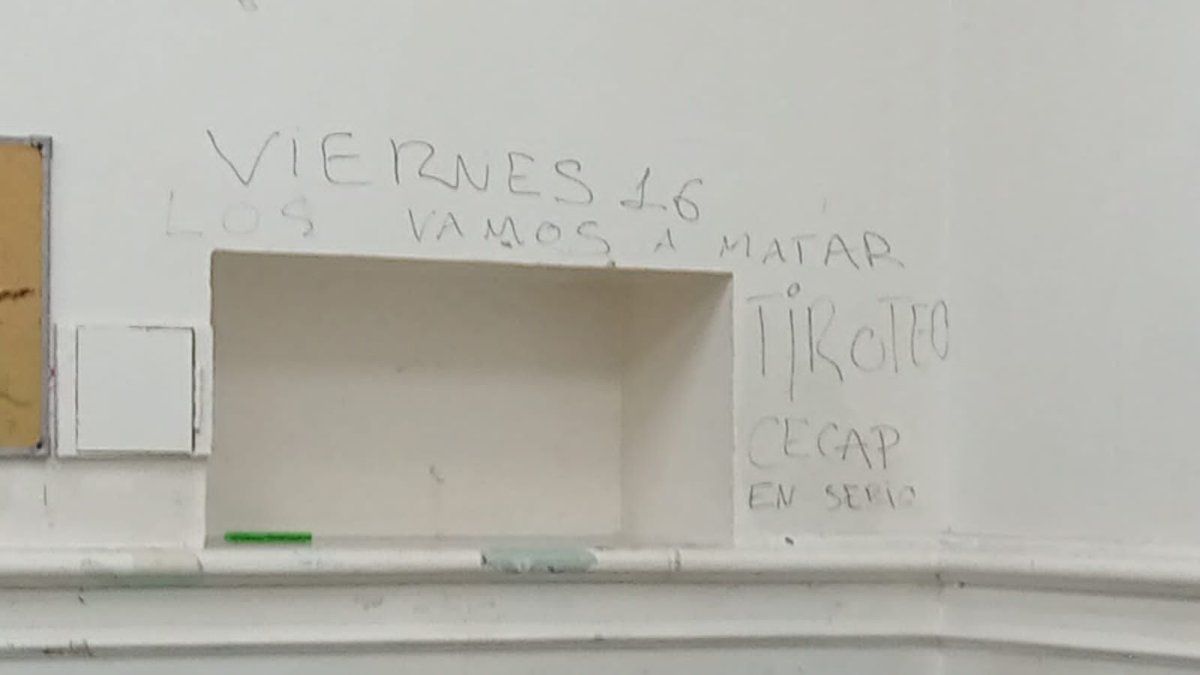 VIERNES 16
LOS VAMOS A MATAR
TIROTEO
CECAP
EN SERIO